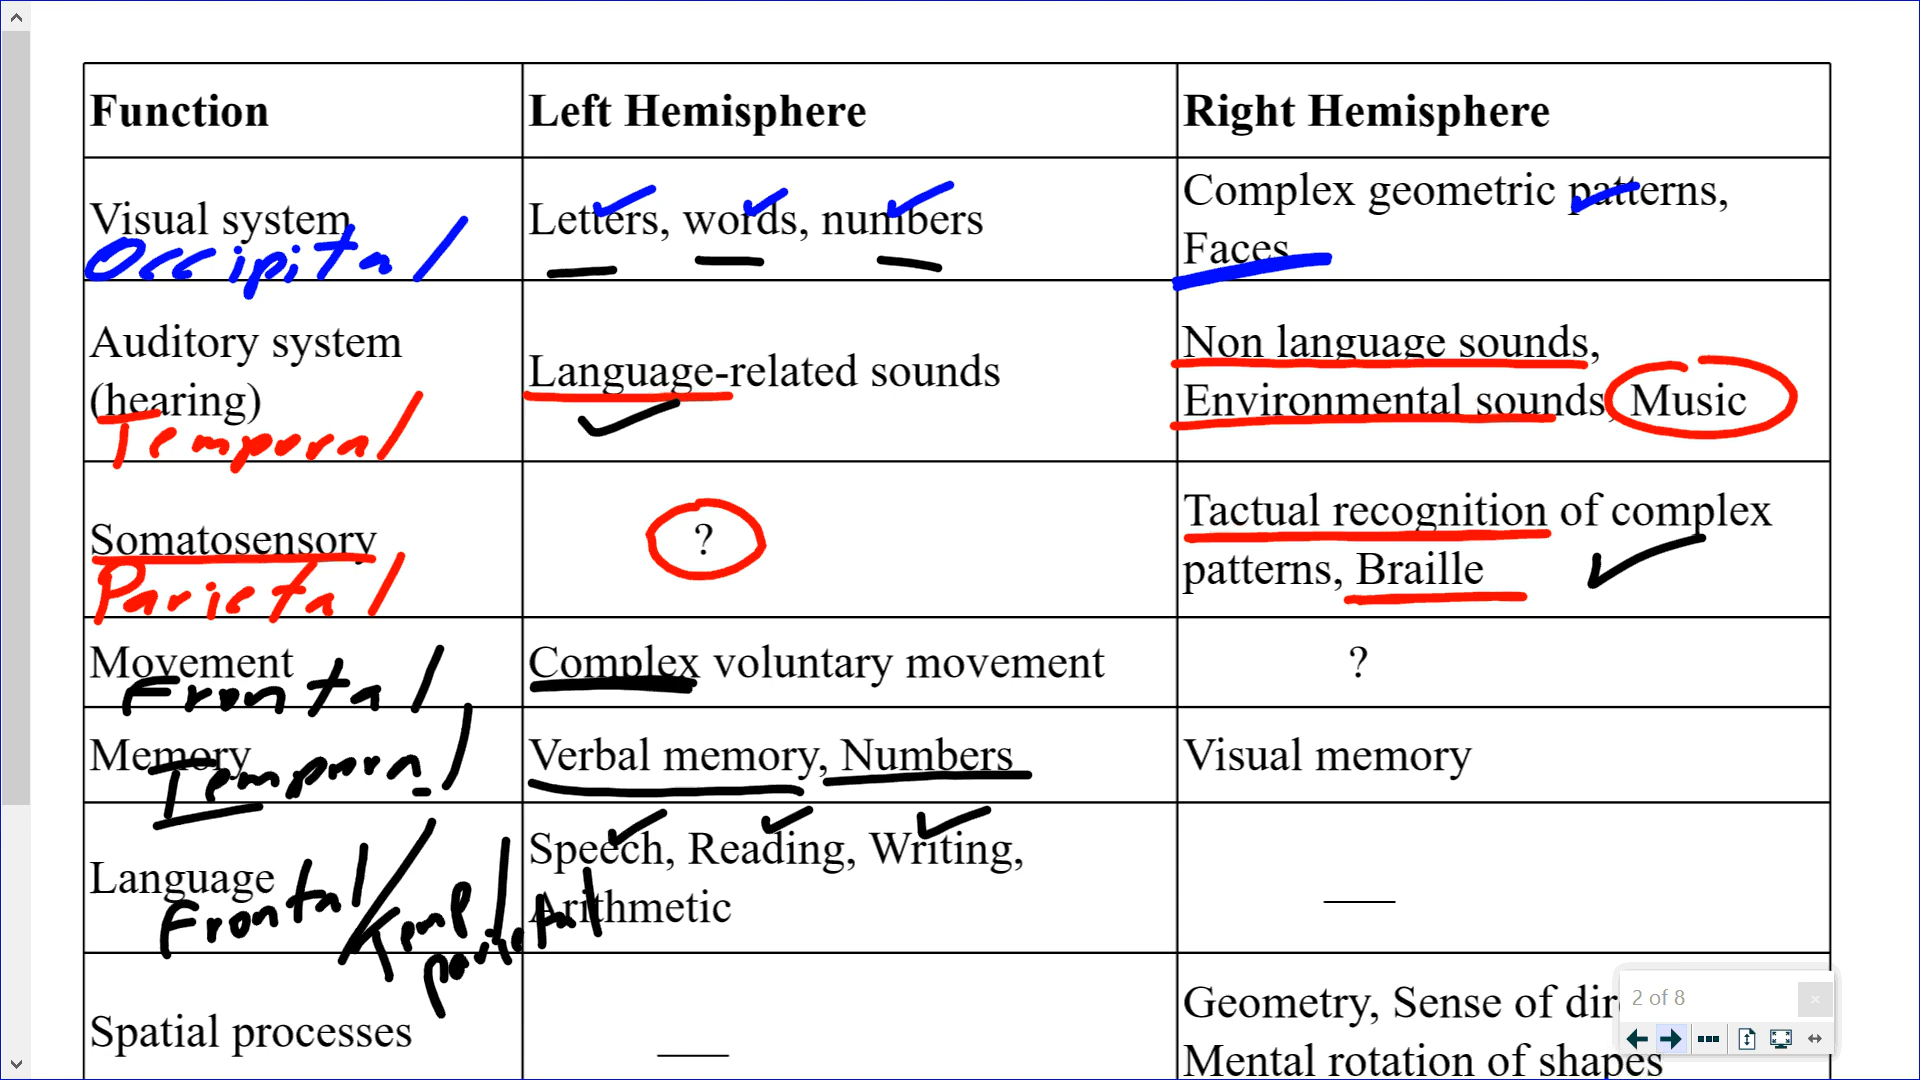 Function
Left Hemisphere
Right Hemisphere
Visual system
Occipital
Letters, words, numbers
Complex geometric patterns,
Faces
Auditory system
(hearing)
Temporal
Language-related sounds
Non language sounds,
Environmental sounds, Music
Somatosensory
Parietal
?
Tactual recognition of complex
patterns, Braille
Movement
Frontal
Complex voluntary movement
?
Memory
Temporal
Verbal memory, Numbers
Visual memory
Language
Frontal/Temp/
parietal
Speech, Reading, Writing,
Arithmetic
Spatial processes
Geometry, Sense of
Mental rotation of shapes
2 of 8